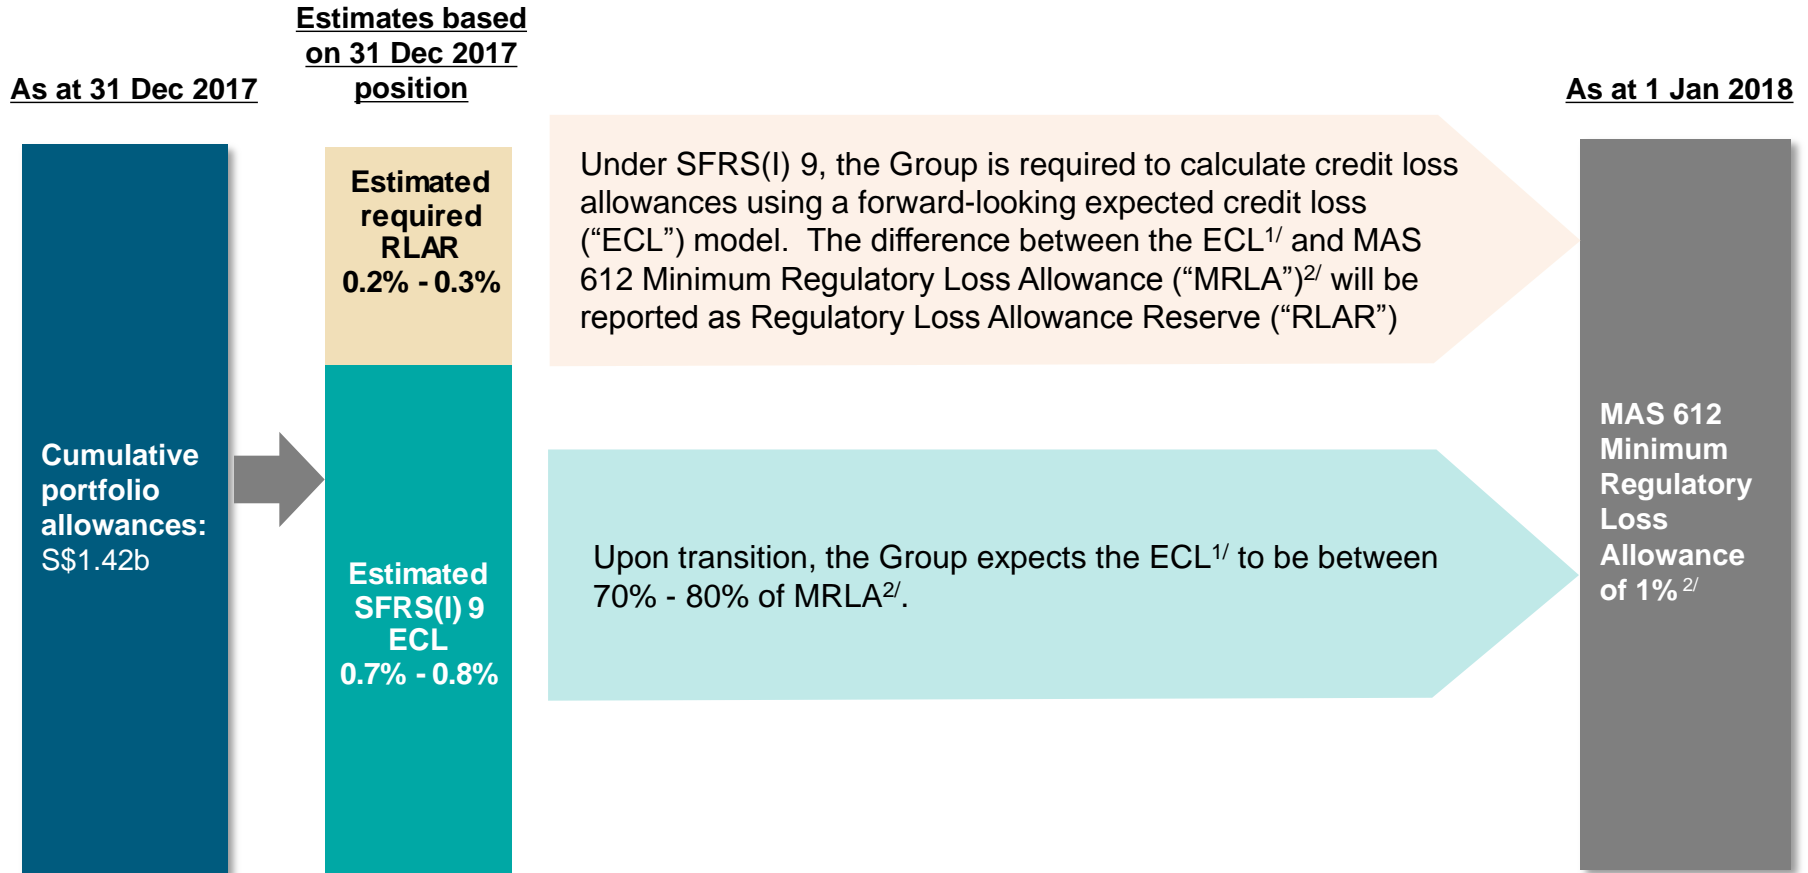 Estimates based
on 31 Dec 2017
position
As at 31 Dec 2017
As at 1 Jan 2018
Cumulative
portfolio
allowances:
S$1.42b
Estimated
required
RLAR
0.2% - 0.3%
Estimated
SFRS(I) 9
ECL
0.7% - 0.8%
Under SFRS(I) 9, the Group is required to calculate credit loss
allowances using a forward-looking expected credit loss
(“ECL”) model.  The difference between the ECL1/ and MAS
612 Minimum Regulatory Loss Allowance (“MRLA”)2/ will be
reported as Regulatory Loss Allowance Reserve (“RLAR”)
Upon transition, the Group expects the ECL1/ to be between
70% - 80% of MRLA2/.
MAS 612
Minimum
Regulatory
Loss
Allowance
of 1% 2/